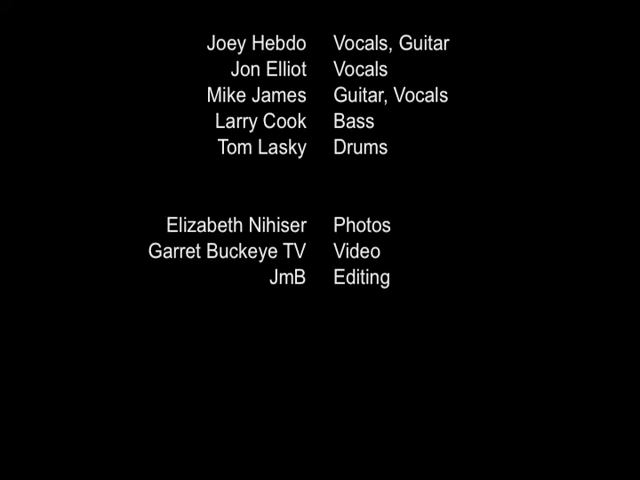 Joey Hebdo Vocals, Guitar
Jon Elliot Vocals
Mike James Guitar, Vocals
Larry Cook Bass
Tom Lasky Drums
Elizabeth Nihiser Photos
Garret Buckeye TV Video
JmB Editing